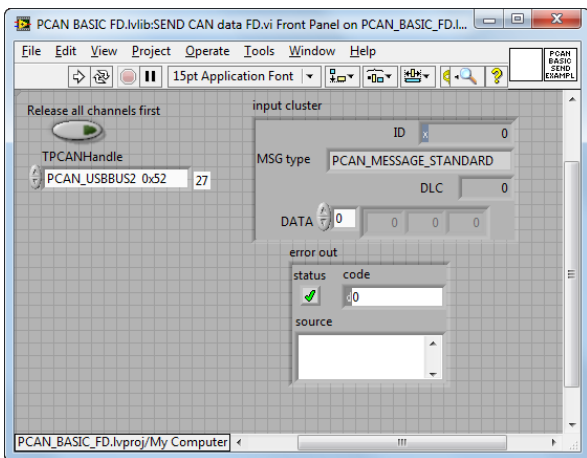 PCAN BASIC FD.lvlib:SEND CAN data FD.vi Front Panel on PCAN_BASIC_FD.l...
File Edit View Project Operate Tools Window Help
15pt Application Font
PCAN
BASIC
SEND
EXAMPL
Release all channels first
TPCANHandle
PCAN_USBBUS2 0x52 27
input cluster
ID x 0
MSG type PCAN_MESSAGE_STANDARD
DLC 0
DATA 0 0 0 0
error out
status code
d 0
source
PCAN_BASIC_FD.lvproj/My Computer